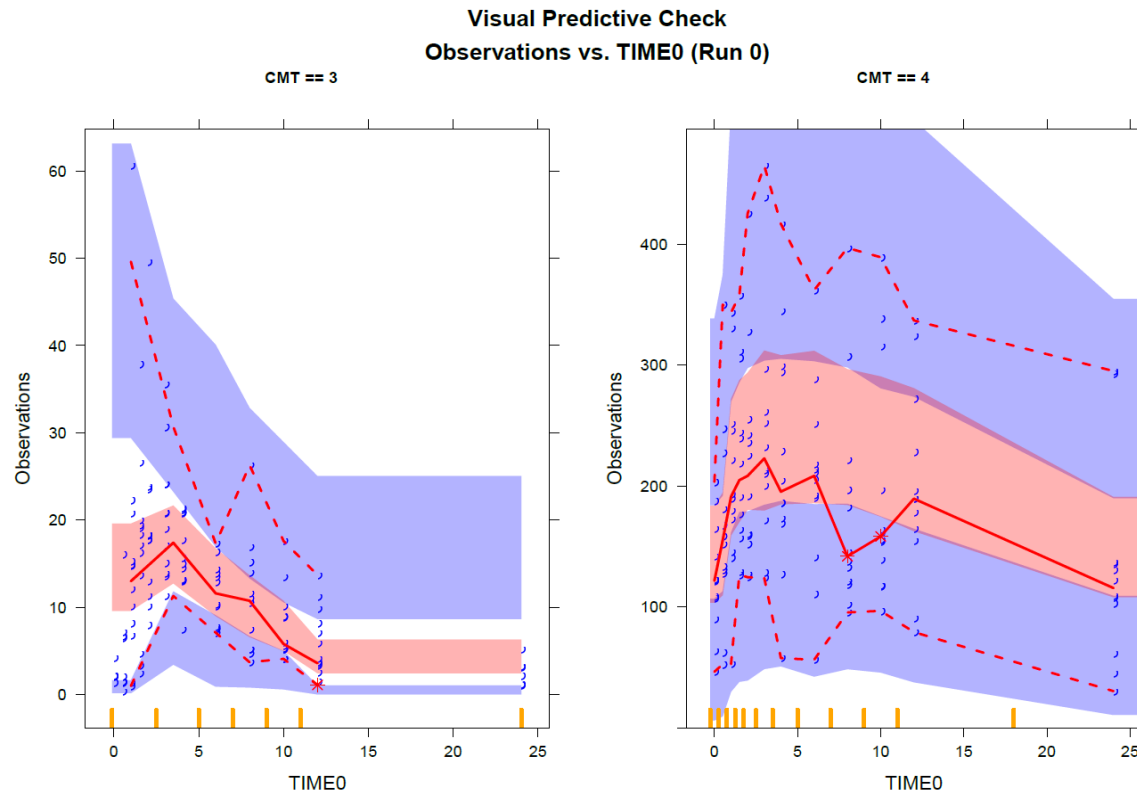 Visual Predictive Check
Observations vs. TIME0 (Run 0)
CMT == 3
CMT == 4
Observations
60
50
40
30
20
10
0
0 5 10 15 20 25
TIME0
Observations
400
300
200
100
0 5 10 15 20 25
TIME0